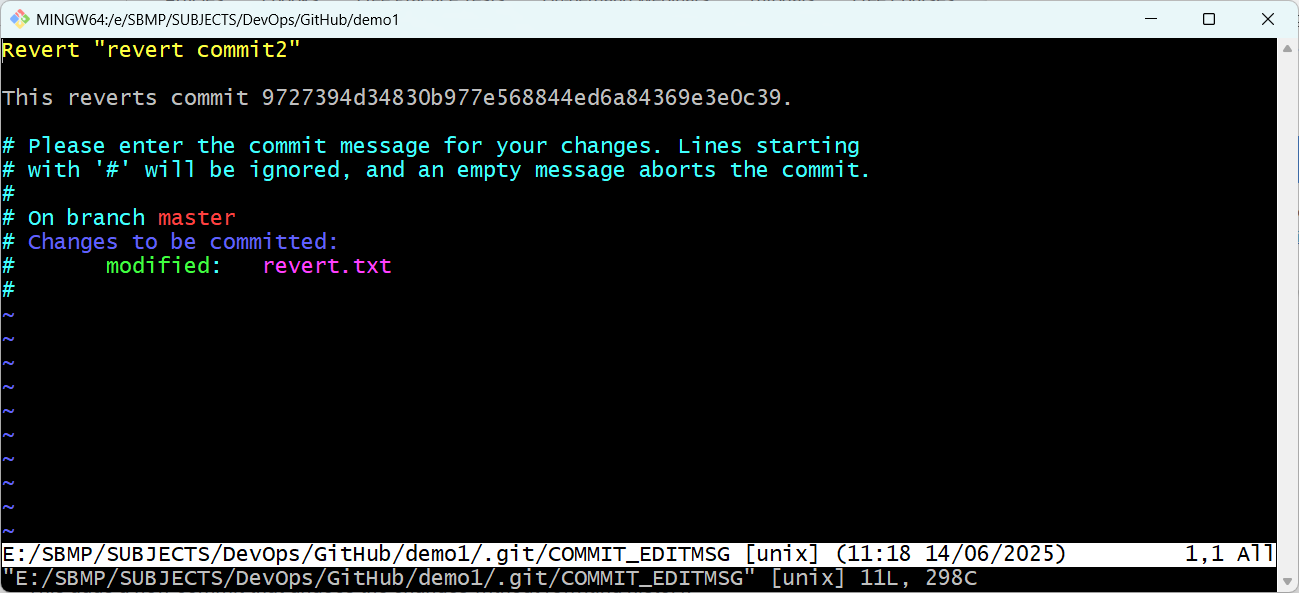 MINGW64:/e/SBMP/SUBJECTS/DevOps/GitHub/demo1
Revert "revert commit2"
This reverts commit 9727394d34830b977e568844ed6a84369e3e0c39.
# Please enter the commit message for your changes. Lines starting
# with '#' will be ignored, and an empty message aborts the commit.
#
# On branch master
# Changes to be committed:
#       modified:   revert.txt
#
~
~
~
~
~
~
~
~
~
~
E:/SBMP/SUBJECTS/DevOps/GitHub/demo1/.git/COMMIT_EDITMSG [unix] (11:18 14/06/2025) 1,1 All
"E:/SBMP/SUBJECTS/DevOps/GitHub/demo1/.git/COMMIT_EDITMSG" [unix] 11L, 298C